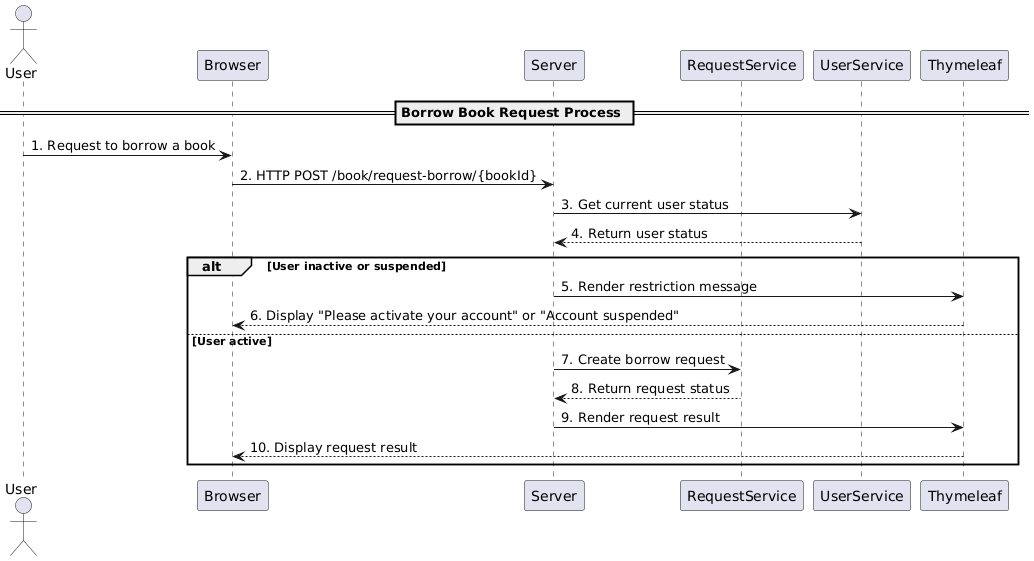 User
Browser
Server
RequestService
UserService
Thymeleaf
Borrow Book Request Process
1. Request to borrow a book
2. HTTP POST /book/request-borrow/{bookId}
3. Get current user status
4. Return user status
alt
[User inactive or suspended]
5. Render restriction message
6. Display "Please activate your account" or "Account suspended"
[User active]
7. Create borrow request
8. Return request status
9. Render request result
10. Display request result
User
Browser
Server
RequestService
UserService
Thymeleaf